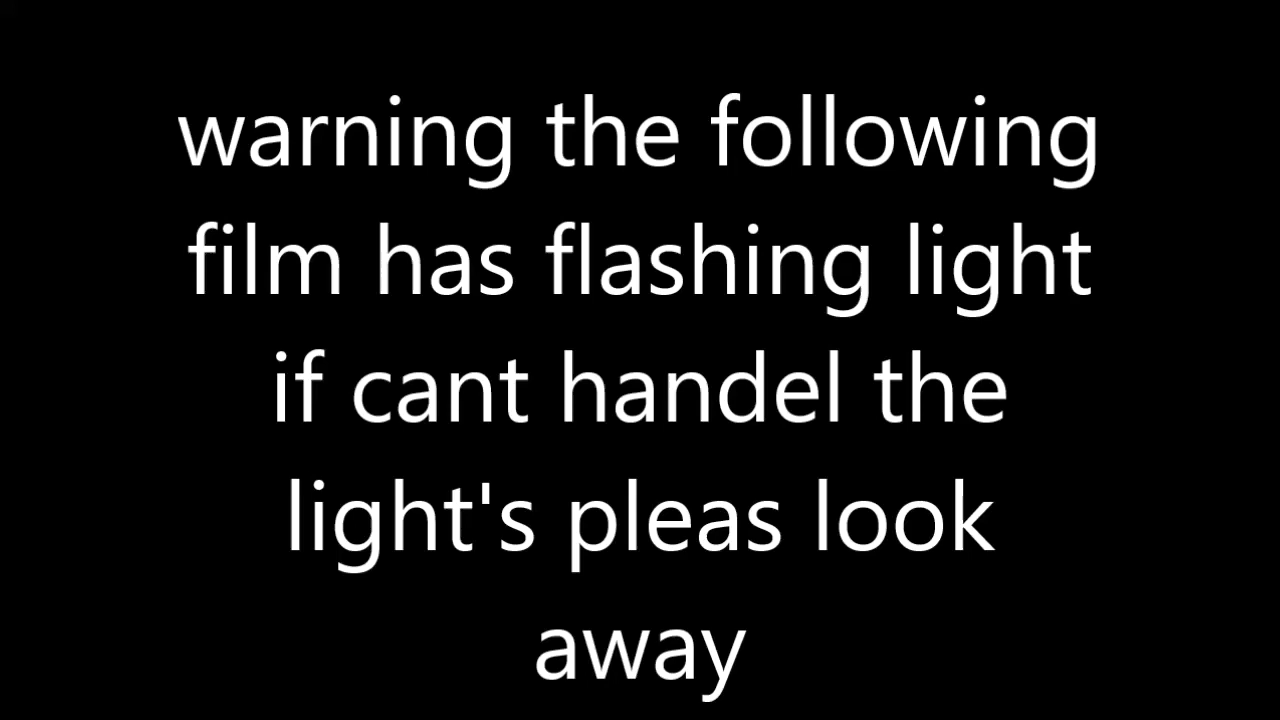 warning the following
film has flashing light
if cant handel the
light's pleas look
away